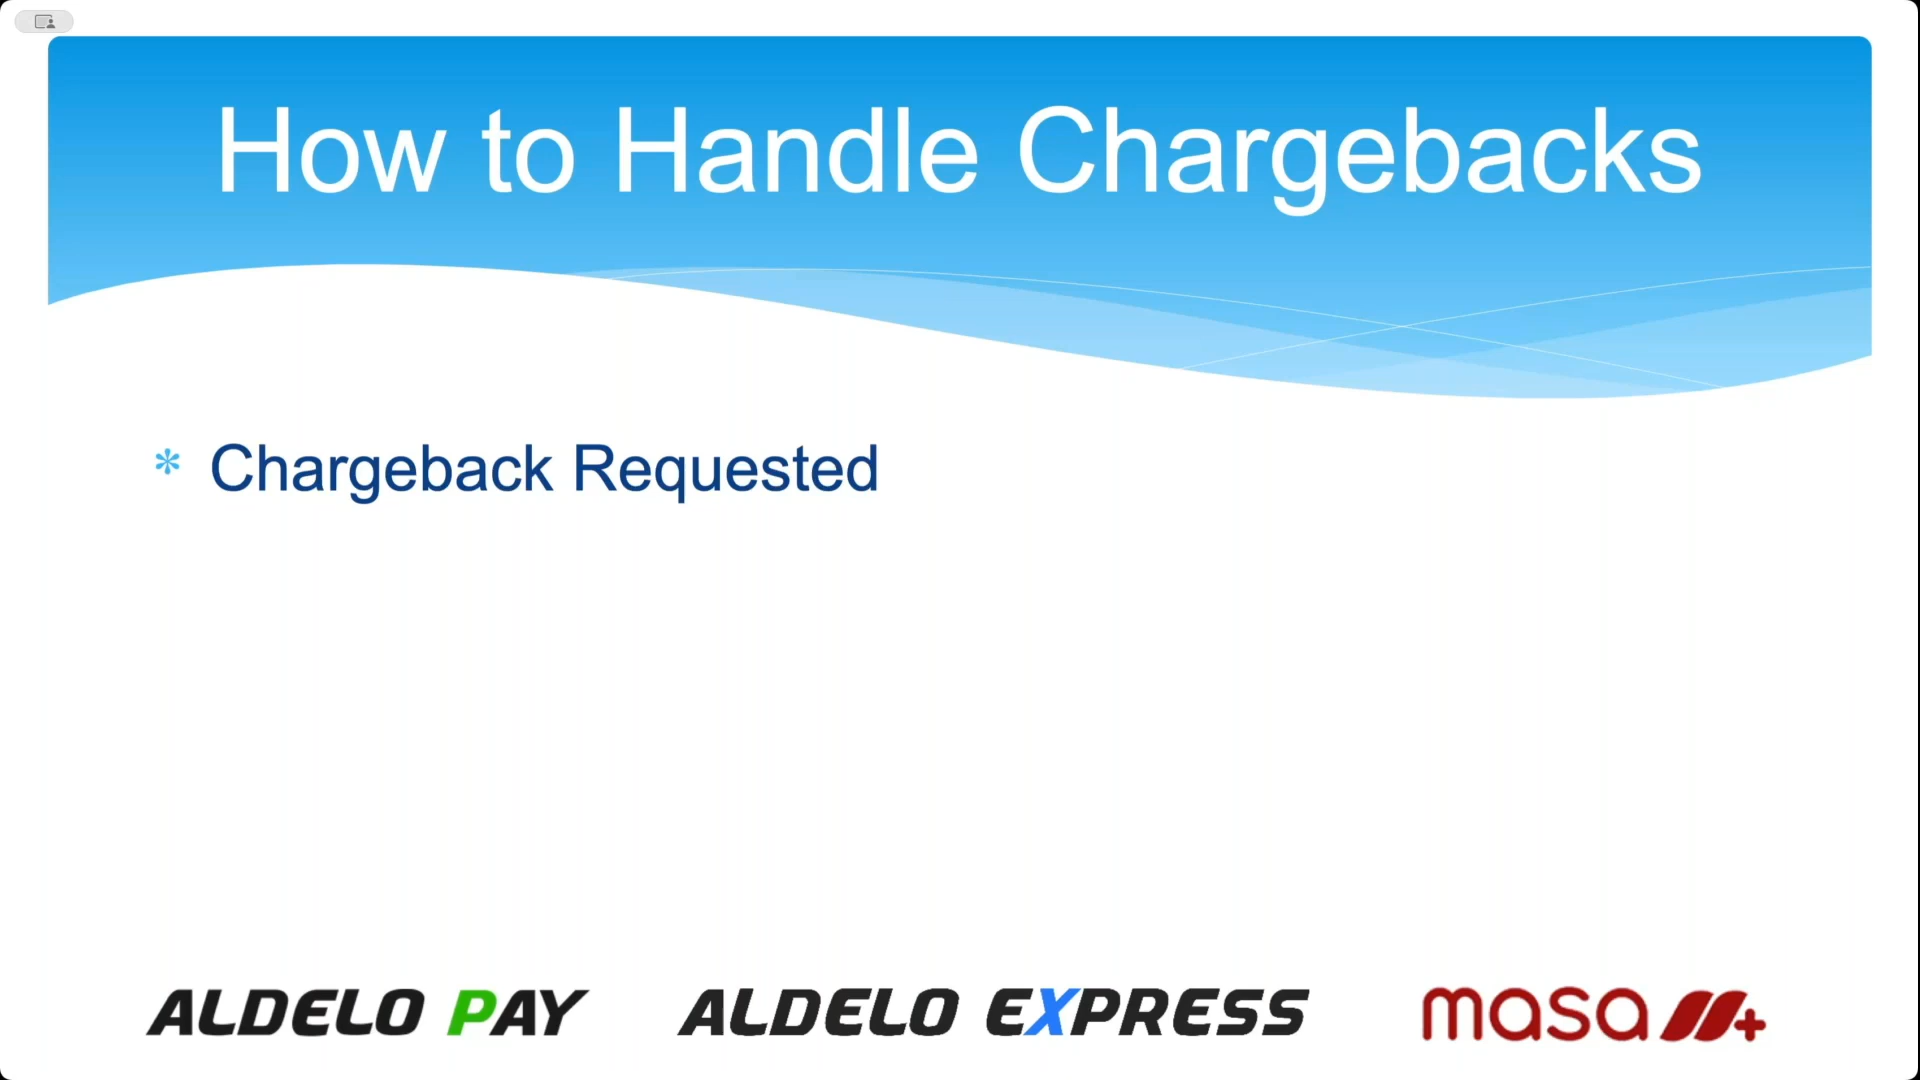 How to Handle Chargebacks
* Chargeback Requested
ALDELO PAY ALDELO EXPRESS masa